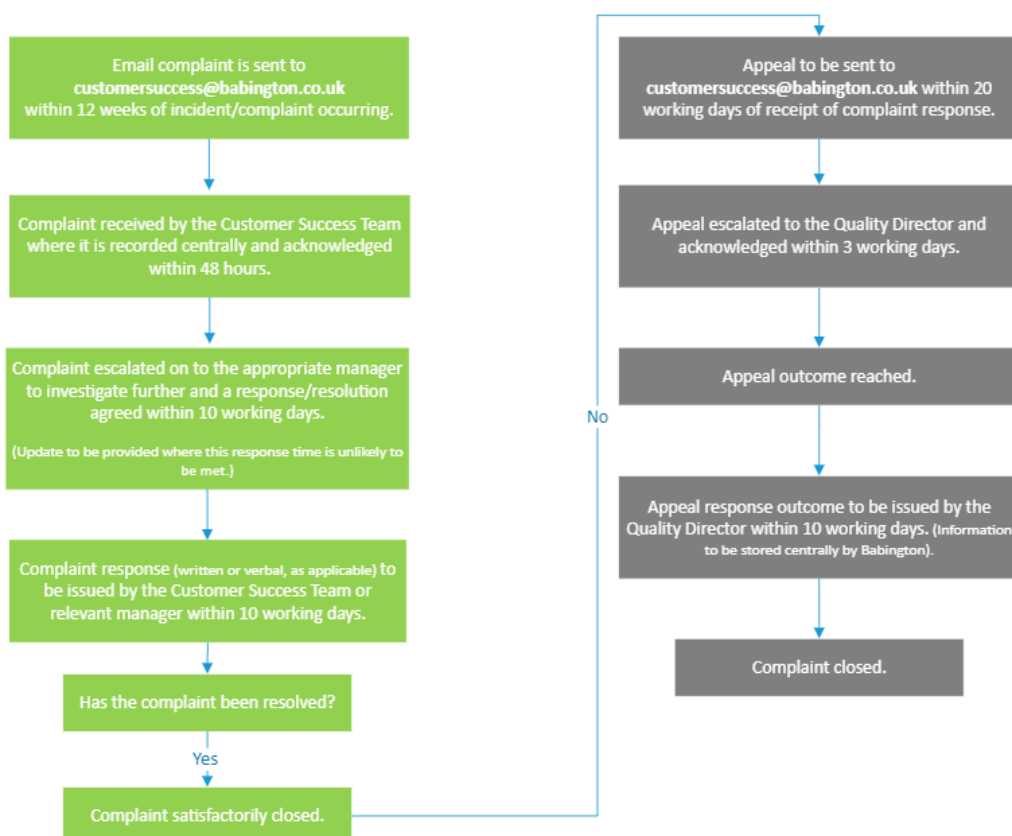 Email complaint is sent to
customersuccess@babington.co.uk
within 12 weeks of incident/complaint occurring.
Complaint received by the Customer Success Team
where it is recorded centrally and acknowledged
within 48 hours.
Complaint escalated on to the appropriate manager
to investigate further and a response/resolution
agreed within 10 working days.
(Update to be provided where this response time is unlikely to
be met.)
Complaint response (written or verbal, as applicable) to
be issued by the Customer Success Team or
relevant manager within 10 working days.
Has the complaint been resolved?
Yes
Complaint satisfactorily closed.
No
Appeal to be sent to
customersuccess@babington.co.uk within 20
working days of receipt of complaint response.
Appeal escalated to the Quality Director and
acknowledged within 3 working days.
Appeal outcome reached.
Appeal response outcome to be issued by the
Quality Director within 10 working days. (Information
to be stored centrally by Babington).
Complaint closed.